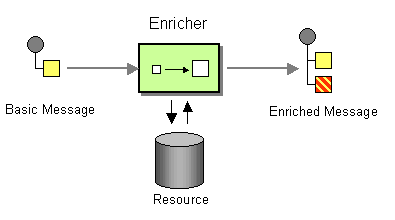 Enricher
Basic Message
Enriched Message
Resource